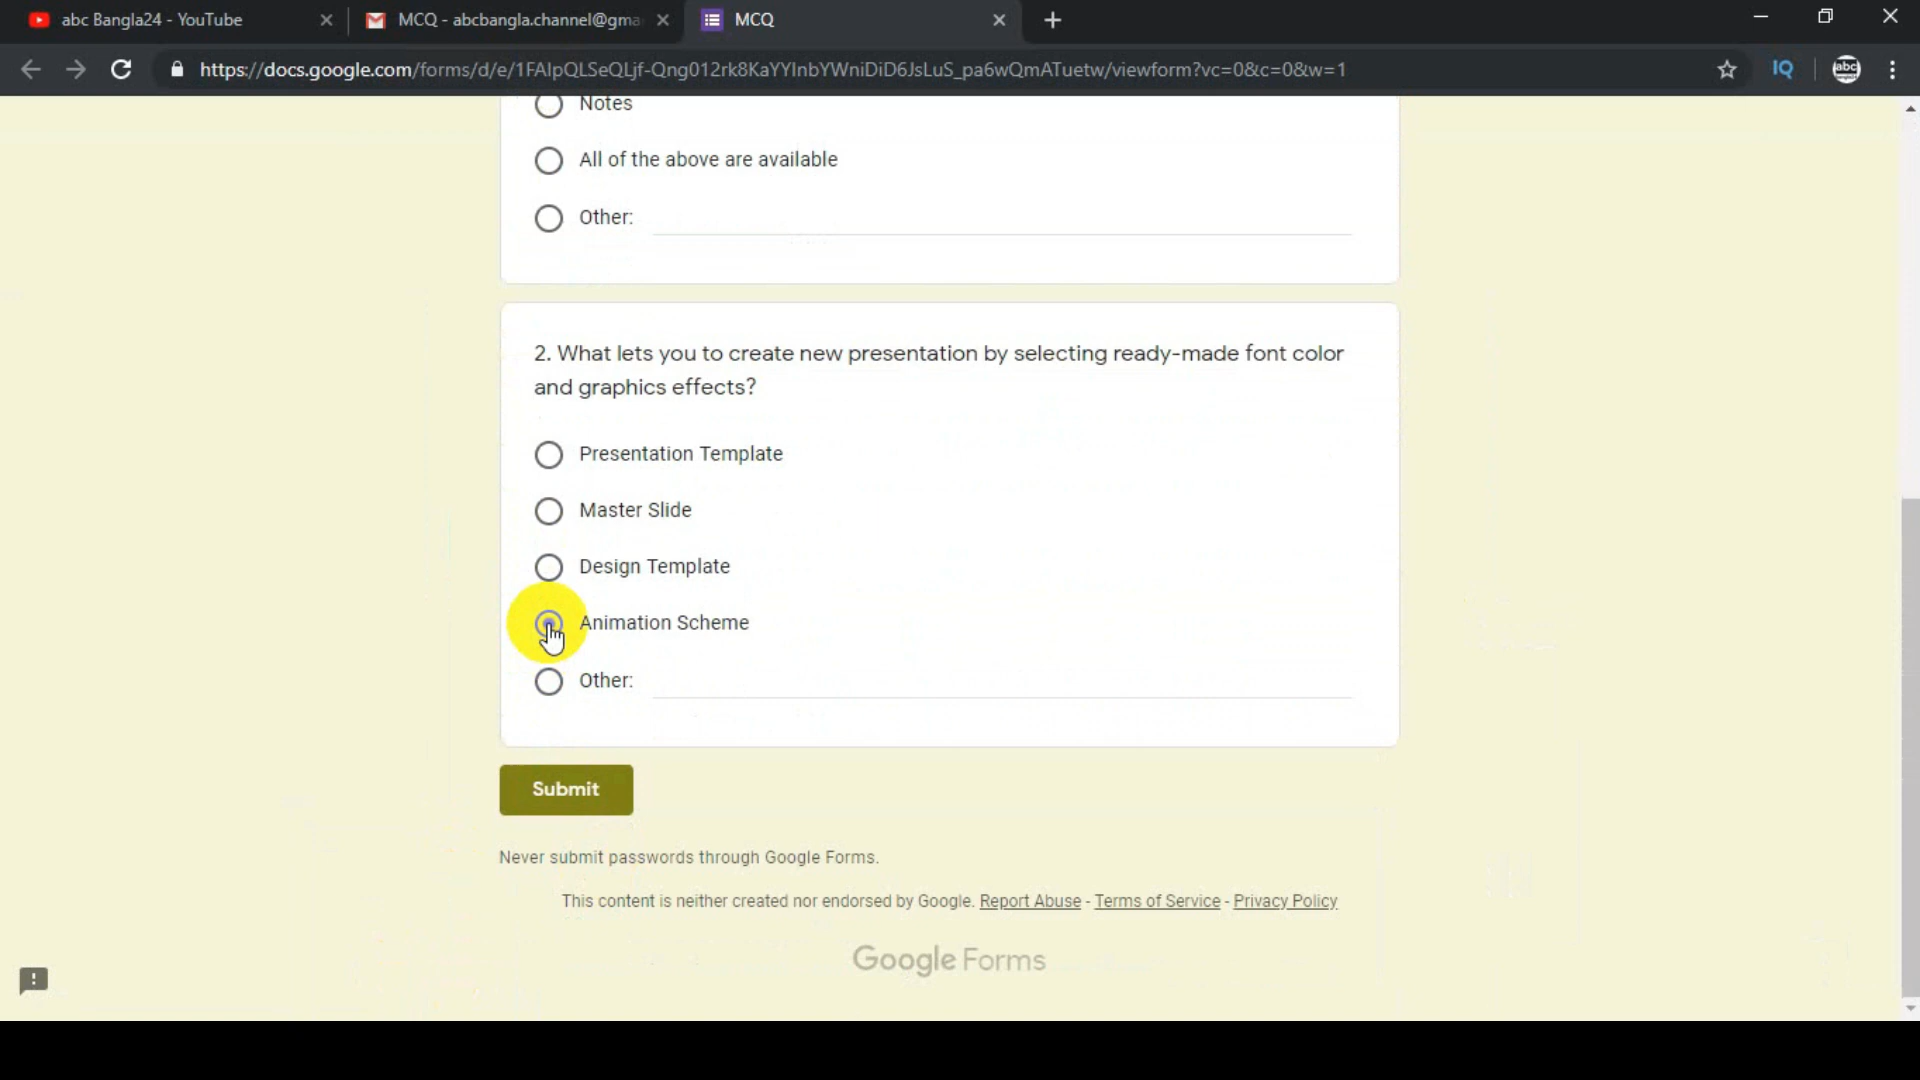 abc Bangla24 - YouTube
MCQ - abcbangla.channel@gma
MCQ
https://docs.google.com/forms/d/e/1FAIpQLSeQLjf-Qng012rk8KaYYInbYWniDiD6JsLuS_pa6wQmATuetw/viewform?vc=0&c=0&w=1
IQ
abc
Notes
All of the above are available
Other:
2. What lets you to create new presentation by selecting ready-made font color
and graphics effects?
Presentation Template
Master Slide
Design Template
Animation Scheme
Other:
Submit
Never submit passwords through Google Forms.
This content is neither created nor endorsed by Google. Report Abuse - Terms of Service - Privacy Policy
Google Forms